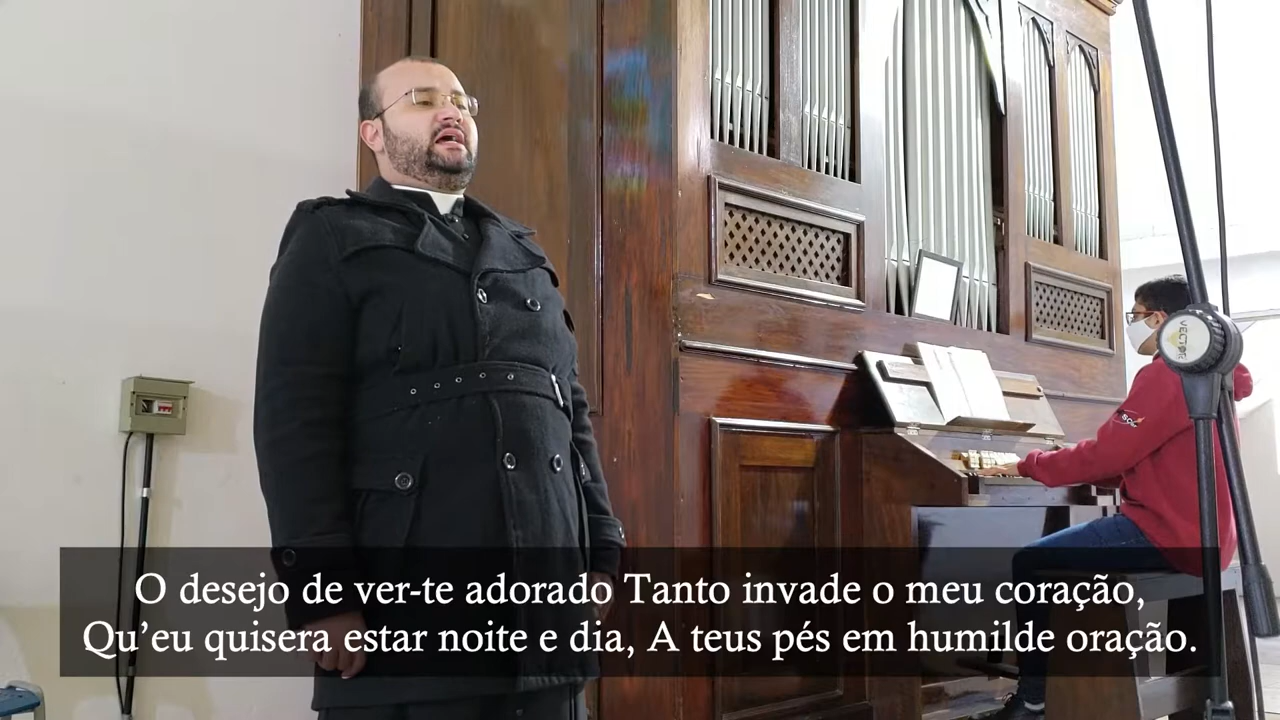 O desejo de ver-te adorado Tanto invade o meu coração,
Qu’eu quisera estar noite e dia, A teus pés em humilde oração.
VECTOR